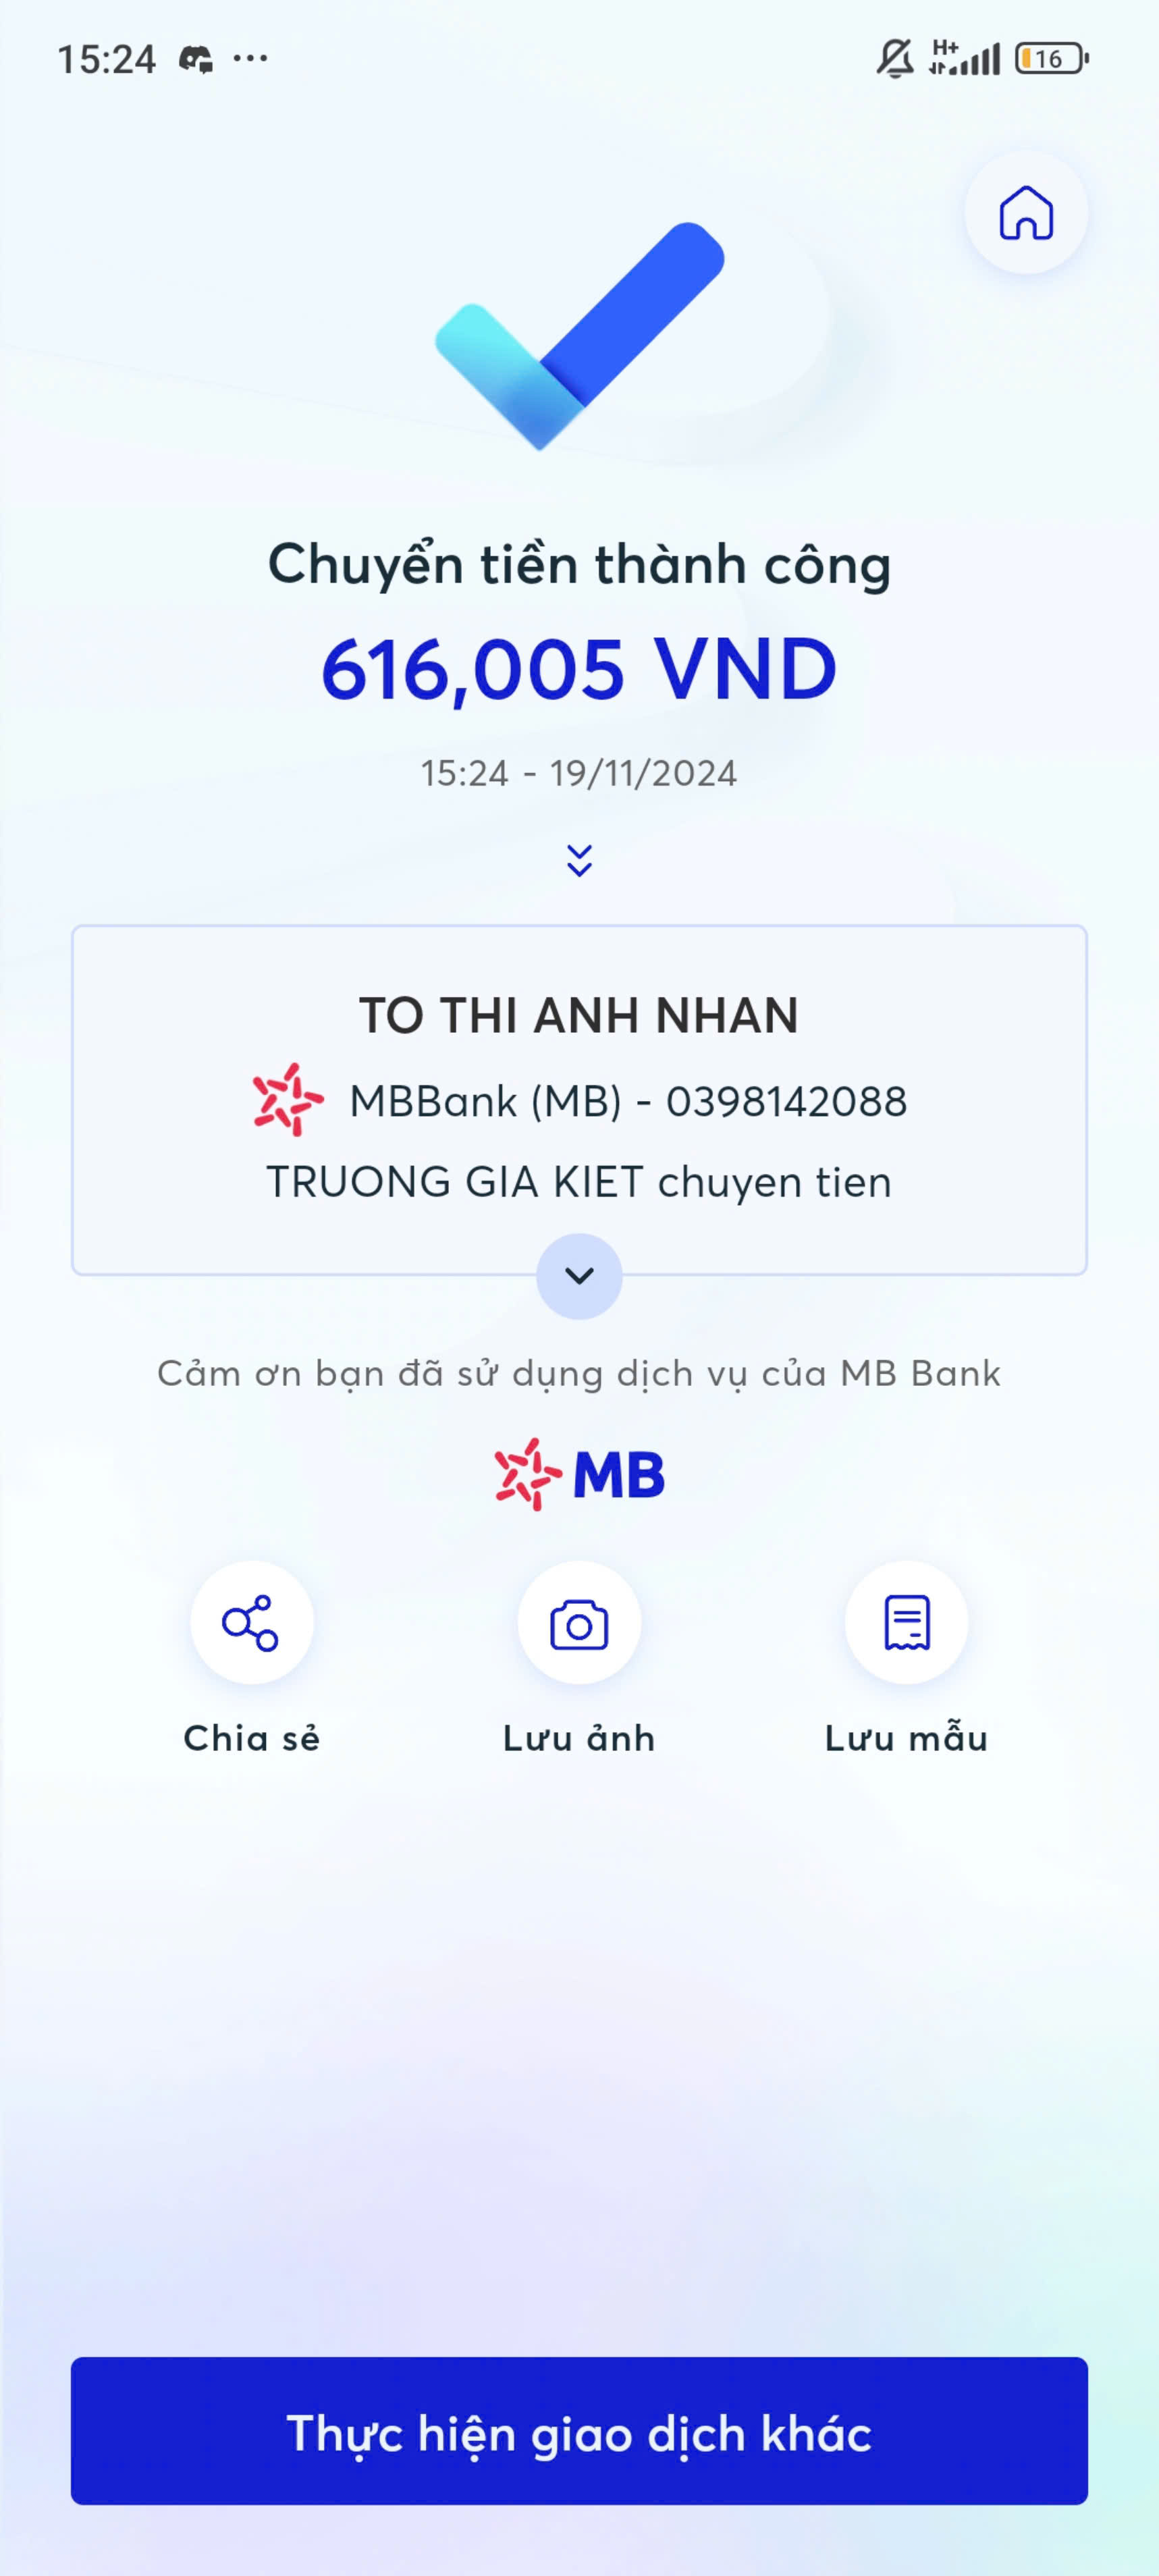 15:24
H+
16
Chuyển tiền thành công
616,005 VND
15:24 - 19/11/2024
TO THI ANH NHAN
MBBank (MB) - 0398142088
TRUONG GIA KIET chuyen tien
Cảm ơn bạn đã sử dụng dịch vụ của MB Bank
MB
Chia sẻ
Lưu ảnh
Lưu mẫu
Thực hiện giao dịch khác